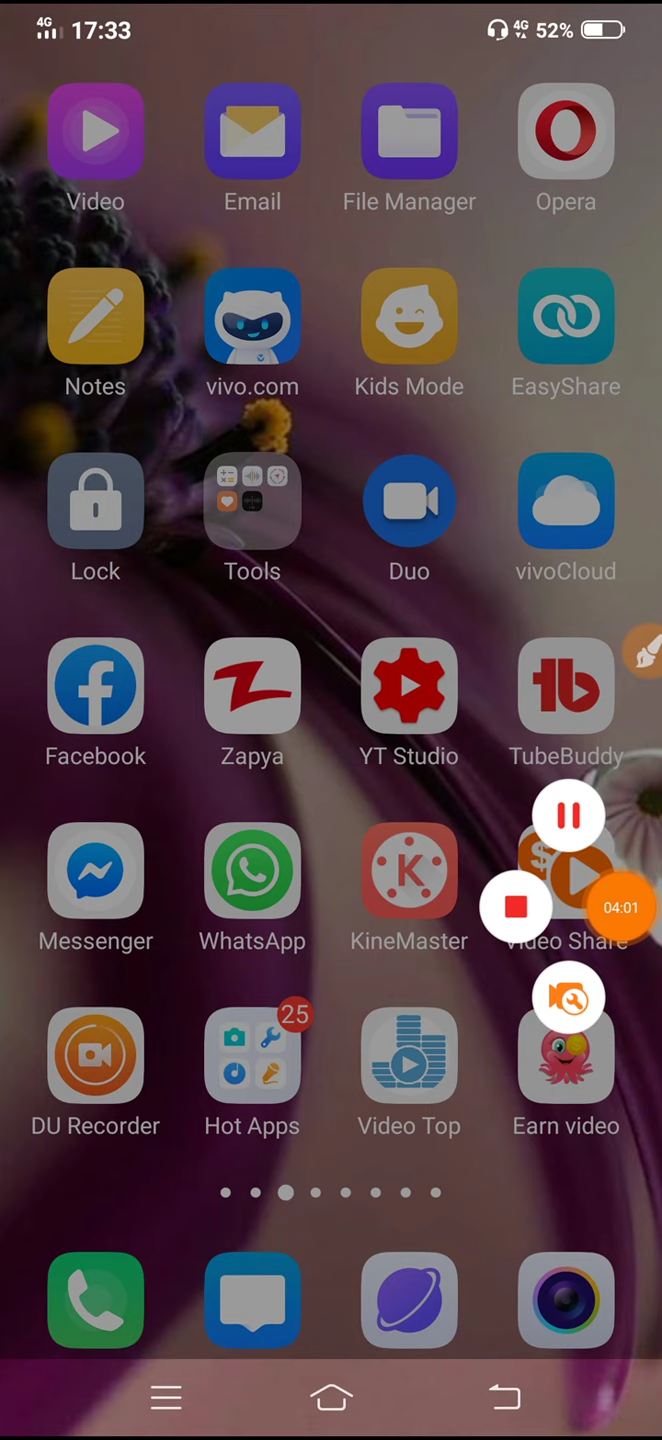 4G 17:33 4G 52%
Video Email File Manager Opera
Notes vivo.com Kids Mode EasyShare
Lock Tools Duo vivoCloud
Facebook Zapya YT Studio TubeBuddy
04:01
Messenger WhatsApp KineMaster Video Share
25
DU Recorder Hot Apps Video Top Earn video